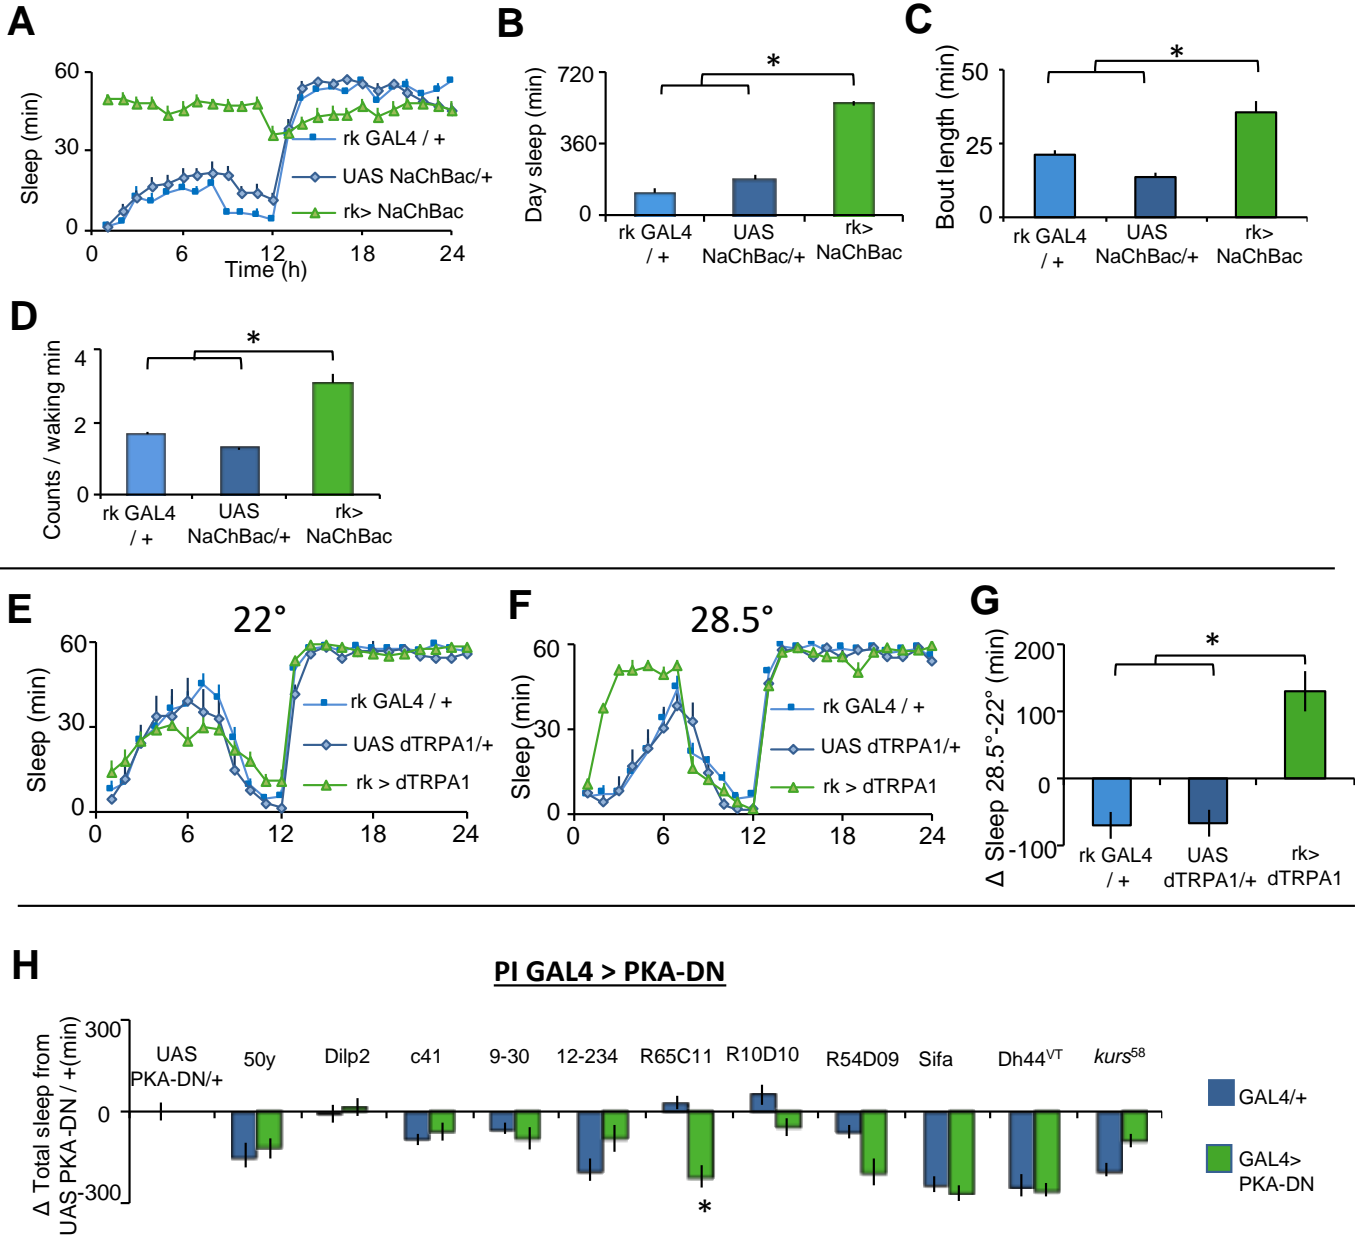 A
60
30
0
Sleep (min)
0
6
12
18
24
Time (h)
rk GAL4 / +
UAS NaChBac/+
rk> NaChBac
B
720
360
0
Day sleep (min)
*
rk GAL4
/ +
UAS
NaChBac/+
rk>
NaChBac
C
50
25
0
Bout length (min)
*
rk GAL4
/ +
UAS
NaChBac/+
rk>
NaChBac
D
4
2
0
Counts / waking min
*
rk GAL4
/ +
UAS
NaChBac/+
rk>
NaChBac
E
22°
60
30
0
Sleep (min)
0
6
12
18
24
rk GAL4 / +
UAS dTRPA1/+
rk > dTRPA1
F
28.5°
60
30
0
Sleep (min)
0
6
12
18
24
rk GAL4 / +
UAS dTRPA1/+
rk > dTRPA1
G
200
100
0
-100
Δ Sleep 28.5°-22° (min)
*
rk GAL4
/ +
UAS
dTRPA1/+
rk>
dTRPA1
H
PI GAL4 > PKA-DN
300
0
-300
Δ Total sleep from
UAS PKA-DN / +(min)
UAS
PKA-DN/+
50y
Dilp2
c41
9-30
12-234
R65C11
R10D10
R54D09
Sifa
Dh44VT
kurs58
*
GAL4/+
GAL4>
PKA-DN